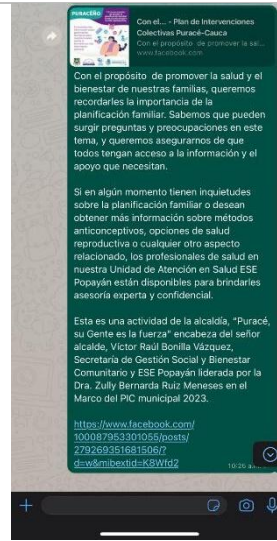 PURACEÑO
Con el... - Plan de Intervenciones
Colectivas Puracé-Cauca
Con el propósito de promover la sal...
www.facebook.com
Con el propósito de promover la salud y el
bienestar de nuestras familias, queremos
recordarles la importancia de la
planificación familiar. Sabemos que pueden
surgir preguntas y preocupaciones en este
tema, y queremos asegurarnos de que
todos tengan acceso a la información y el
apoyo que necesitan.
Si en algún momento tienen inquietudes
sobre la planificación familiar o desean
obtener más información sobre métodos
anticonceptivos, opciones de salud
reproductiva o cualquier otro aspecto
relacionado, los profesionales de salud en
nuestra Unidad de Atención en Salud ESE
Popayán están disponibles para brindarles
asesoría experta y confidencial.
Esta es una actividad de la alcaldía, "Puracé,
su Gente es la fuerza" encabeza del señor
alcalde, Víctor Raúl Bonilla Vázquez,
Secretaría de Gestión Social y Bienestar
Comunitario y ESE Popayán liderada por la
Dra. Zully Bernarda Ruiz Meneses en el
Marco del PIC municipal 2023.
https://www.facebook.com/
100087953301055/posts/
279269351681506/?
d=w&mibextid=K8Wfd2
10:26